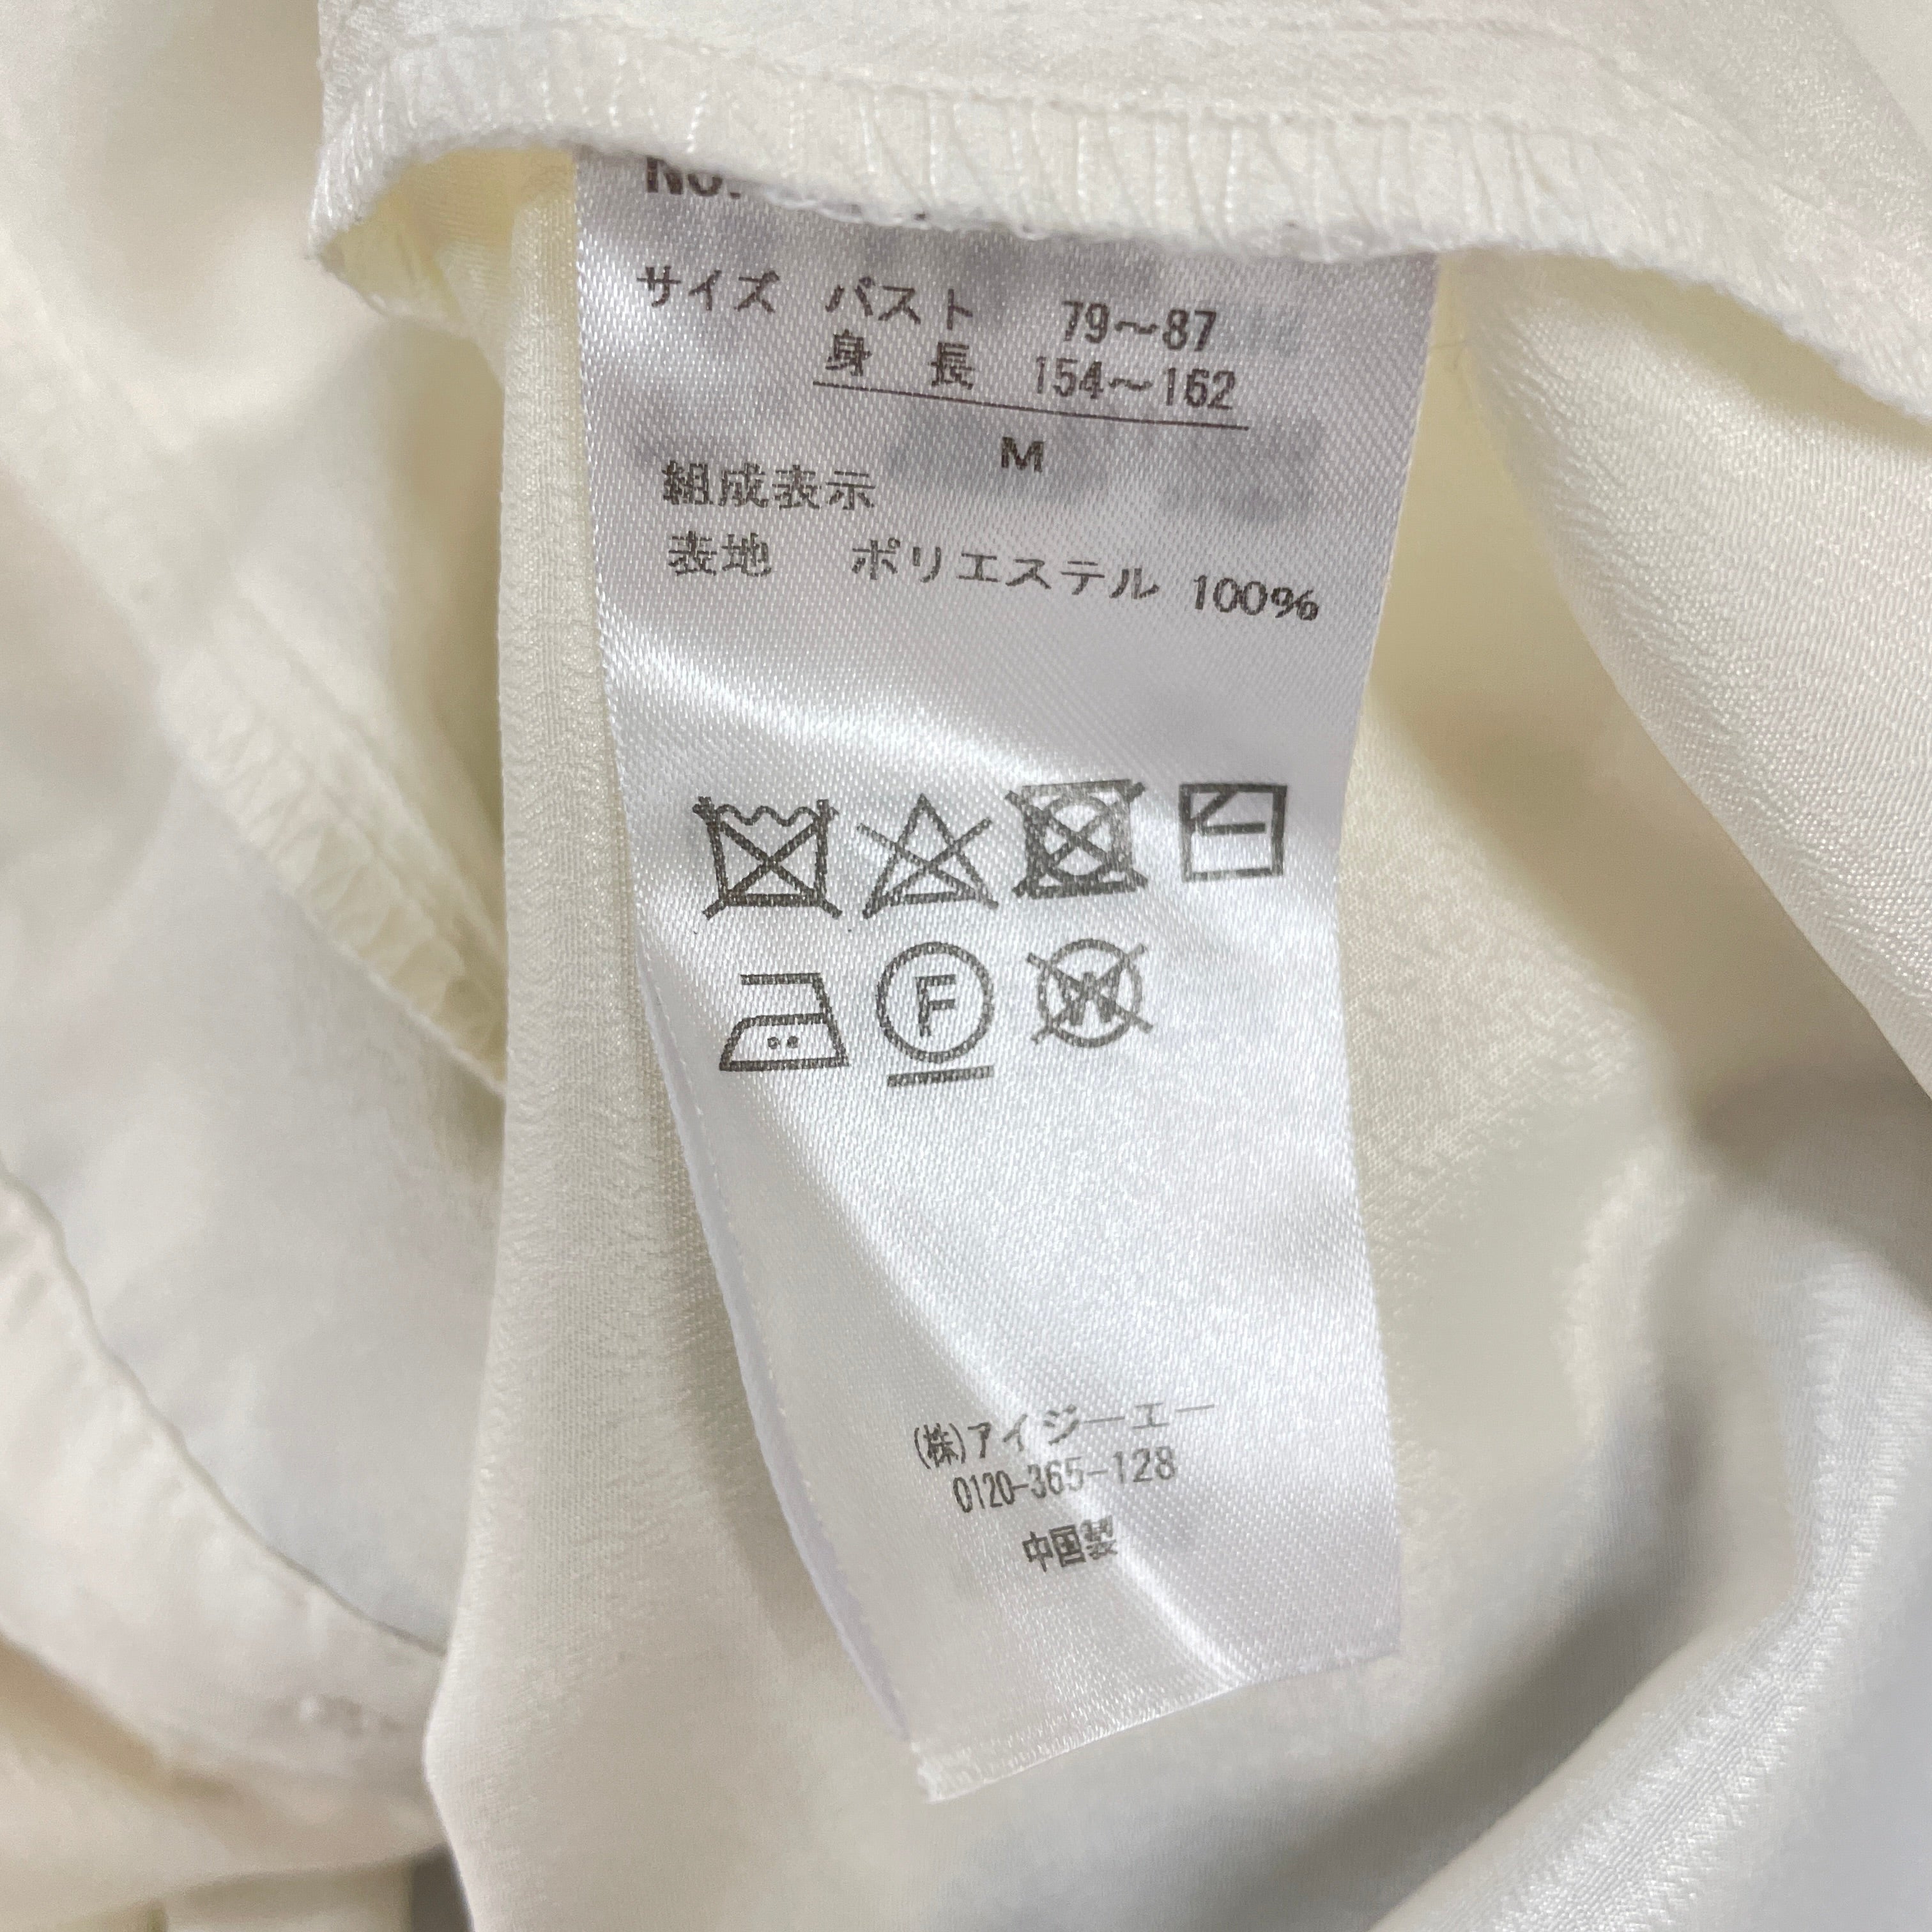 No.
サイズ バスト 79～87
身 長 154～162
M
組成表示
表地 ポリエステル 100%
F
W
(株)アイジーエー
0120-365-128
中国製